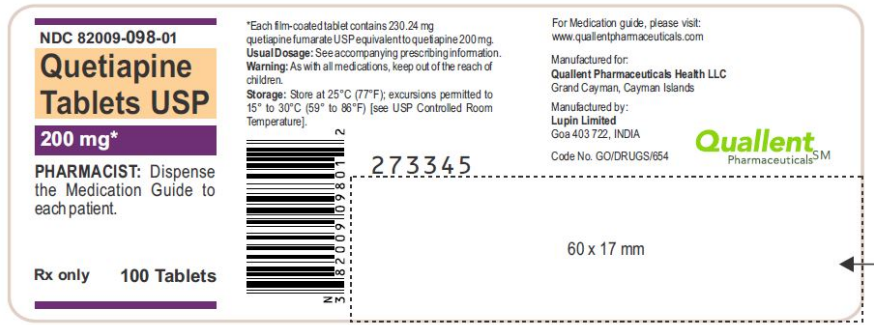 NDC 82009-098-01
Quetiapine
Tablets USP
200 mg*
PHARMACIST: Dispense
the Medication Guide to
each patient.
Rx only 100 Tablets
*Each film-coated tablet contains 230.24 mg
quetiapine fumarate USP equivalent to quetiapine 200 mg.
Usual Dosage: See accompanying prescribing information.
Warning: As with all medications, keep out of the reach of
children.
Storage: Store at 25°C (77°F); excursions permitted to
15° to 30°C (59° to 86°F) [see USP Controlled Room
Temperature].
N 3 82009 09801 2
273345
For Medication guide, please visit:
www.quallentpharmaceuticals.com
Manufactured for:
Quallent Pharmaceuticals Health LLC
Grand Cayman, Cayman Islands
Manufactured by:
Lupin Limited
Goa 403 722, INDIA
Code No. GO/DRUGS/654
Quallent
Pharmaceuticals SM
60 x 17 mm